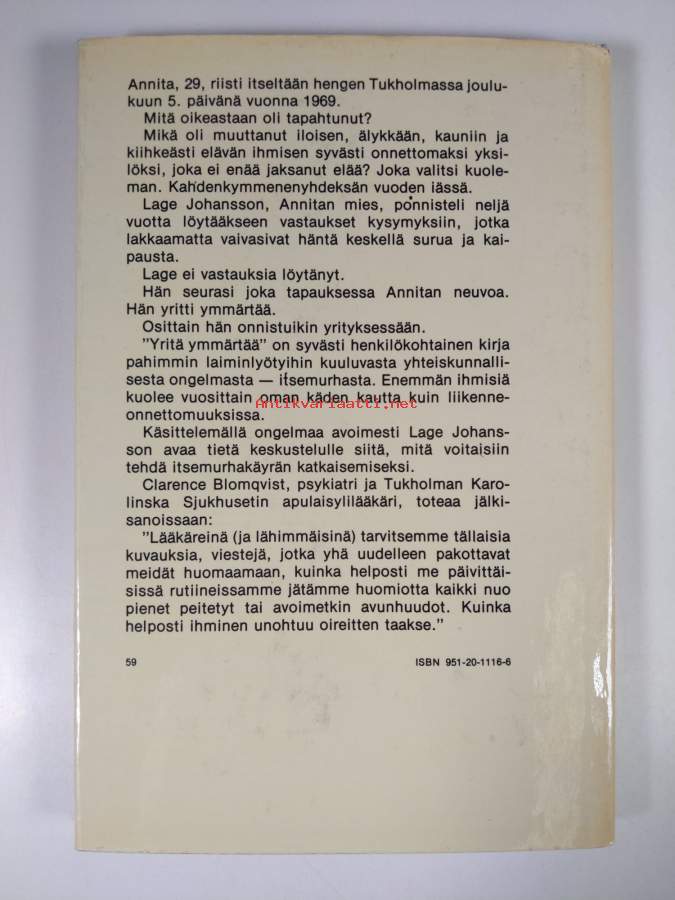 Annita, 29, riisti itseltään hengen Tukholmassa joulu-
kuun 5. päivänä vuonna 1969.
Mitä oikeastaan oli tapahtunut?
Mikä oli muuttanut iloisen, älykkään, kauniin ja
kiihkeästi elävän ihmisen syvästi onnettomaksi yksi-
löksi, joka ei enää jaksanut elää? Joka valitsi kuole-
man. Kahdenkymmenenyhdeksän vuoden iässä.
Lage Johansson, Annitan mies, ponnisteli neljä
vuotta löytääkseen vastaukset kysymyksiin, jotka
lakkaamatta vaivasivat häntä keskellä surua ja kai-
pausta.
Lage ei vastauksia löytänyt.
Hän seurasi joka tapauksessa Annitan neuvoa.
Hän yritti ymmärtää.
Osittain hän onnistuikin yrityksessään.
"Yritä ymmärtää" on syvästi henkilökohtainen kirja
pahimmin laiminlyötyihin kuuluvasta yhteiskunnalli-
sesta ongelmasta — itsemurhasta. Enemmän ihmisiä
kuolee vuosittain oman käden kautta kuin liikenne-
Antikvariaatti.net
onnettomuuksissa.
Käsittelemällä ongelmaa avoimesti Lage Johans-
son avaa tietä keskustelulle siitä, mitä voitaisiin
tehdä itsemurhakäyrän katkaisemiseksi.
Clarence Blomqvist, psykiatri ja Tukholman Karo-
linska Sjukhusetin apulaisylilääkäri, toteaa jälki-
sanoissaan:
"Lääkäreinä (ja lähimmäisinä) tarvitsemme tällaisia
kuvauksia, viestejä, jotka yhä uudelleen pakottavat
meidät huomaamaan, kuinka helposti me päivittäi-
sissä rutiineissamme jätämme huomiotta kaikki nuo
pienet peitetyt tai avoimetkin avunhuudot. Kuinka
helposti ihminen unohtuu oireitten taakse."
59 ISBN 951-20-1116-6